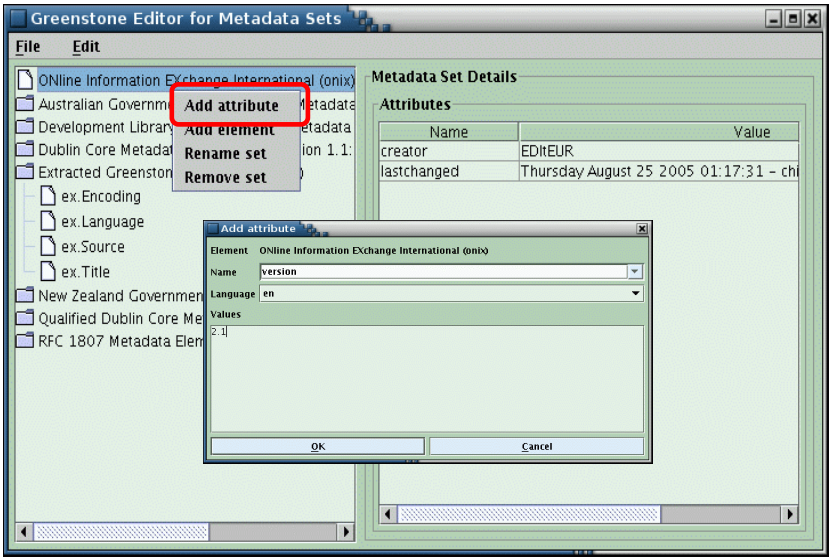 Greenstone Editor for Metadata Sets
File Edit
ONline Information EXchange International (onix)
Australian Governm
Metadata
Development Library
etadata
Dublin Core Metadat
ion 1.1:
Extracted Greenston
)
ex.Encoding
ex.Language
ex.Source
ex.Title
New Zealand Governmen
Qualified Dublin Core Me
RFC 1807 Metadata Elem
Add attribute
Add element
Rename set
Remove set
Metadata Set Details
Attributes
Name Value
creator EDItEUR
lastchanged Thursday August 25 2005 01:17:31 - chi
Add attribute
Element ONline Information EXchange International (onix)
Name version
Language en
Values
2.1
OK Cancel